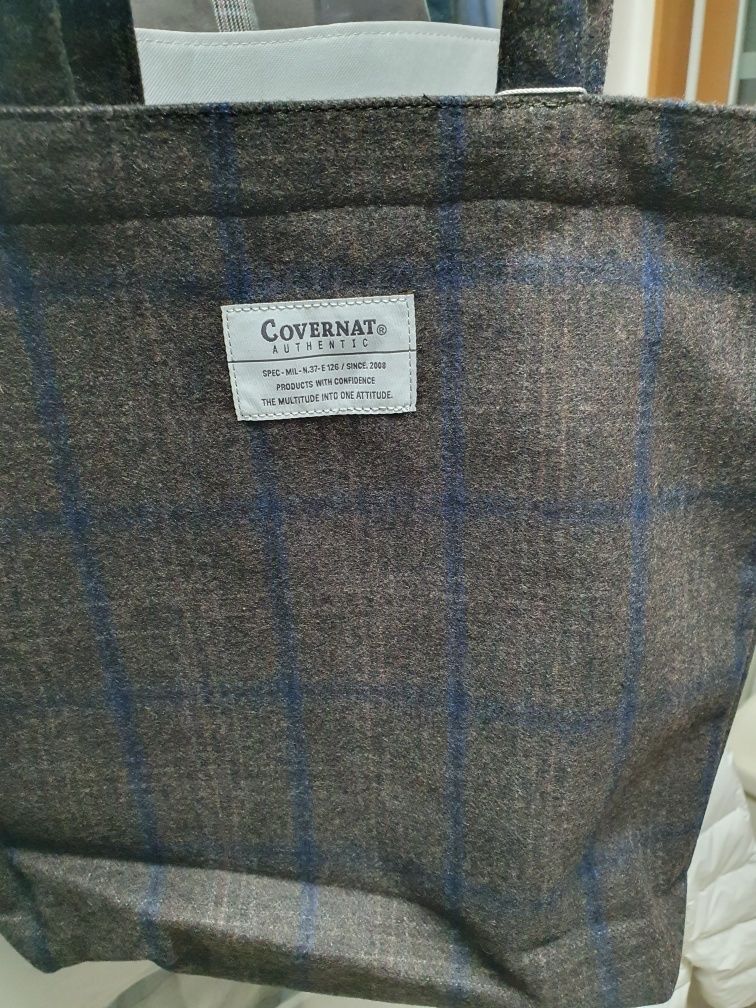 COVERNAT®
AUTHENTIC
SPEC-MIL-N.37-E 126 / SINCE. 2008
PRODUCTS WITH CONFIDENCE
THE MULTITUDE INTO ONE ATTITUDE.